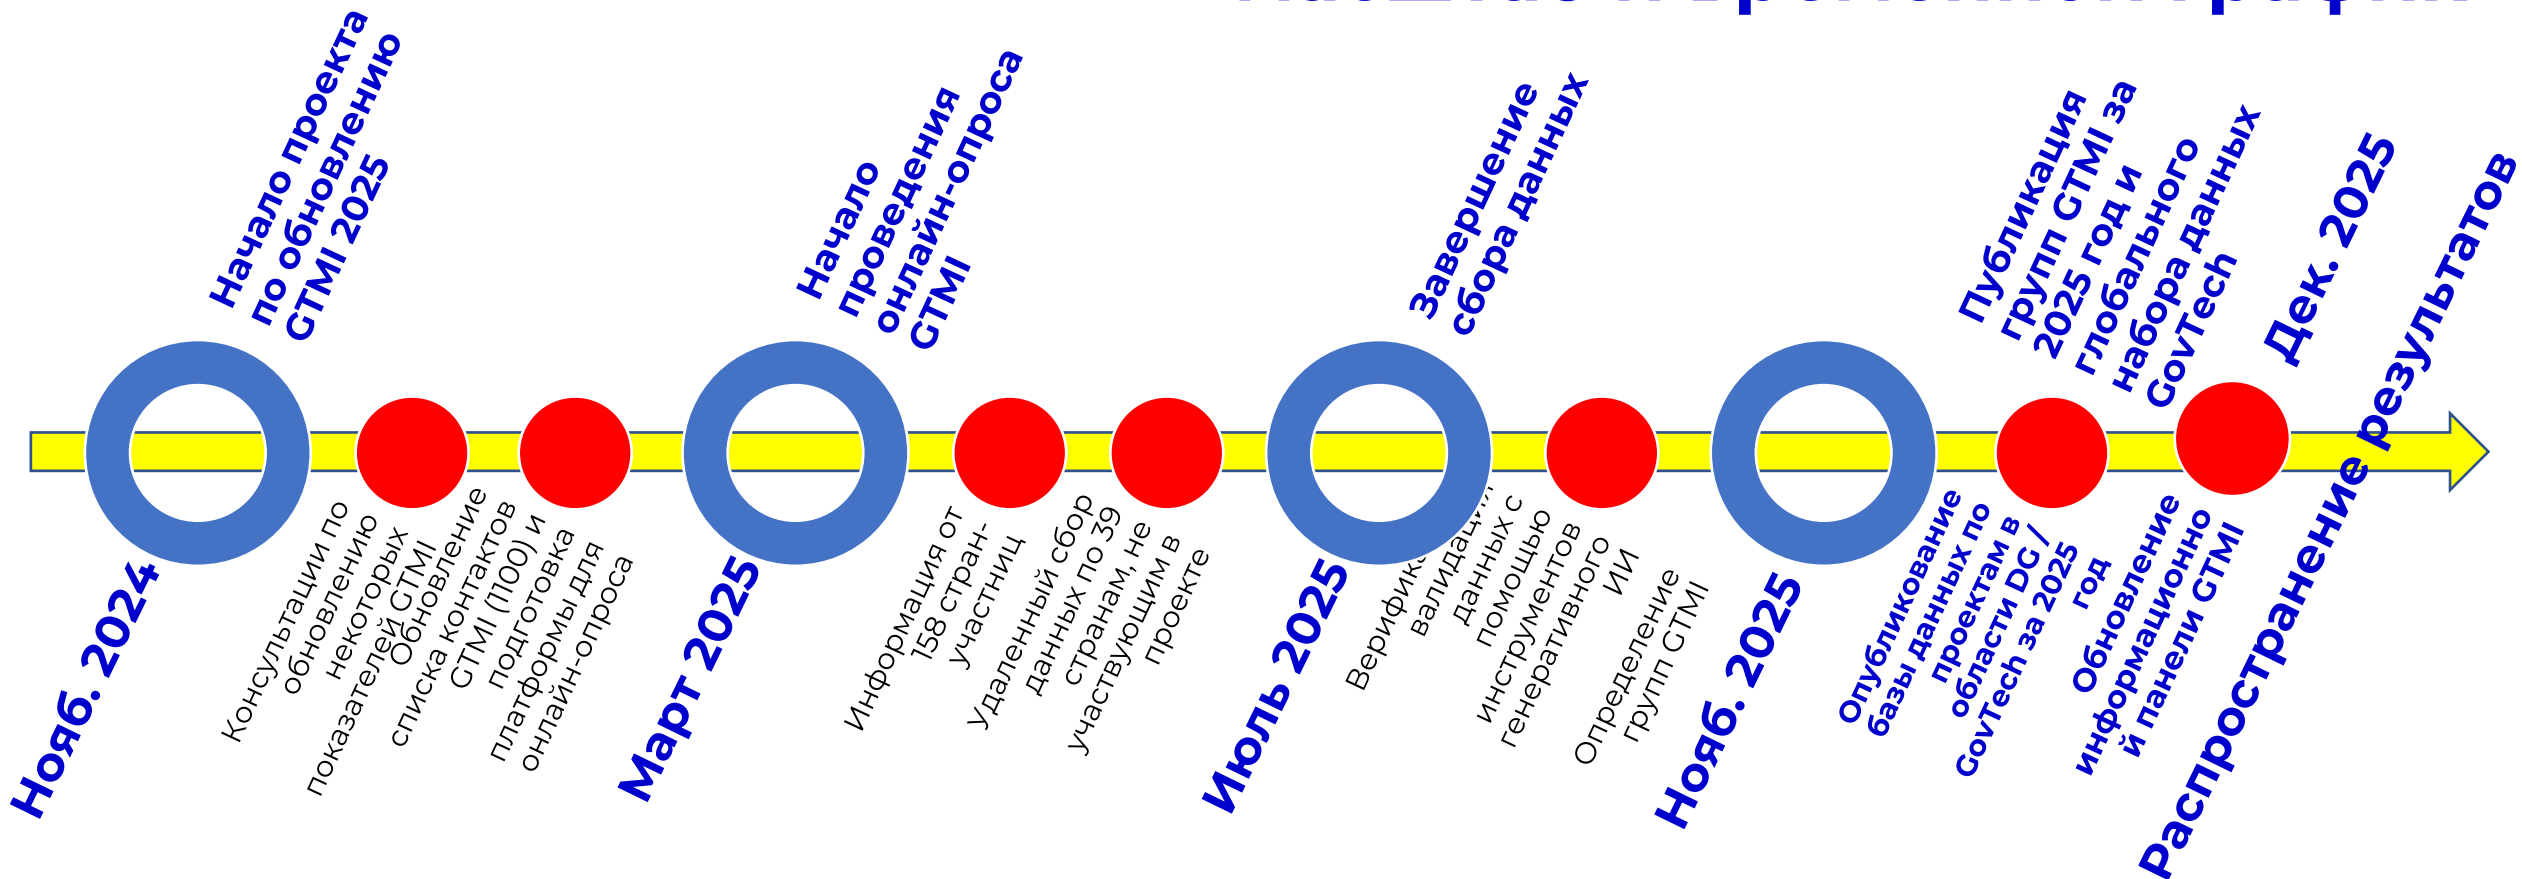 Начало проекта
по обновлению
GTMI 2025
Нояб. 2024
Консультации по
обновлению
некоторых
показателей GTMI
Обновление
списка контактов
GTMI (1100) и
подготовка
платформы для
онлайн-опроса
Начало
проведения
онлайн-опроса
GTMI
Март 2025
Информация от
158 стран-
участниц
Удаленный сбор
данных по 39
странам, не
участвующим в
проекте
Завершение
сбора данных
Июль 2025
валидация
данных с
помощью
инструментов
генеративного
ИИ
Определение
групп GTMI
Нояб. 2025
Публикация
групп GTMI за
2025 год и
глобального
набора данных
GovTech
Опубликование
базы данных по
проектам в
области DG /
GovTech за 2025
год
Обновление
информационно
й панели GTMI
Дек. 2025
Распространение результатов